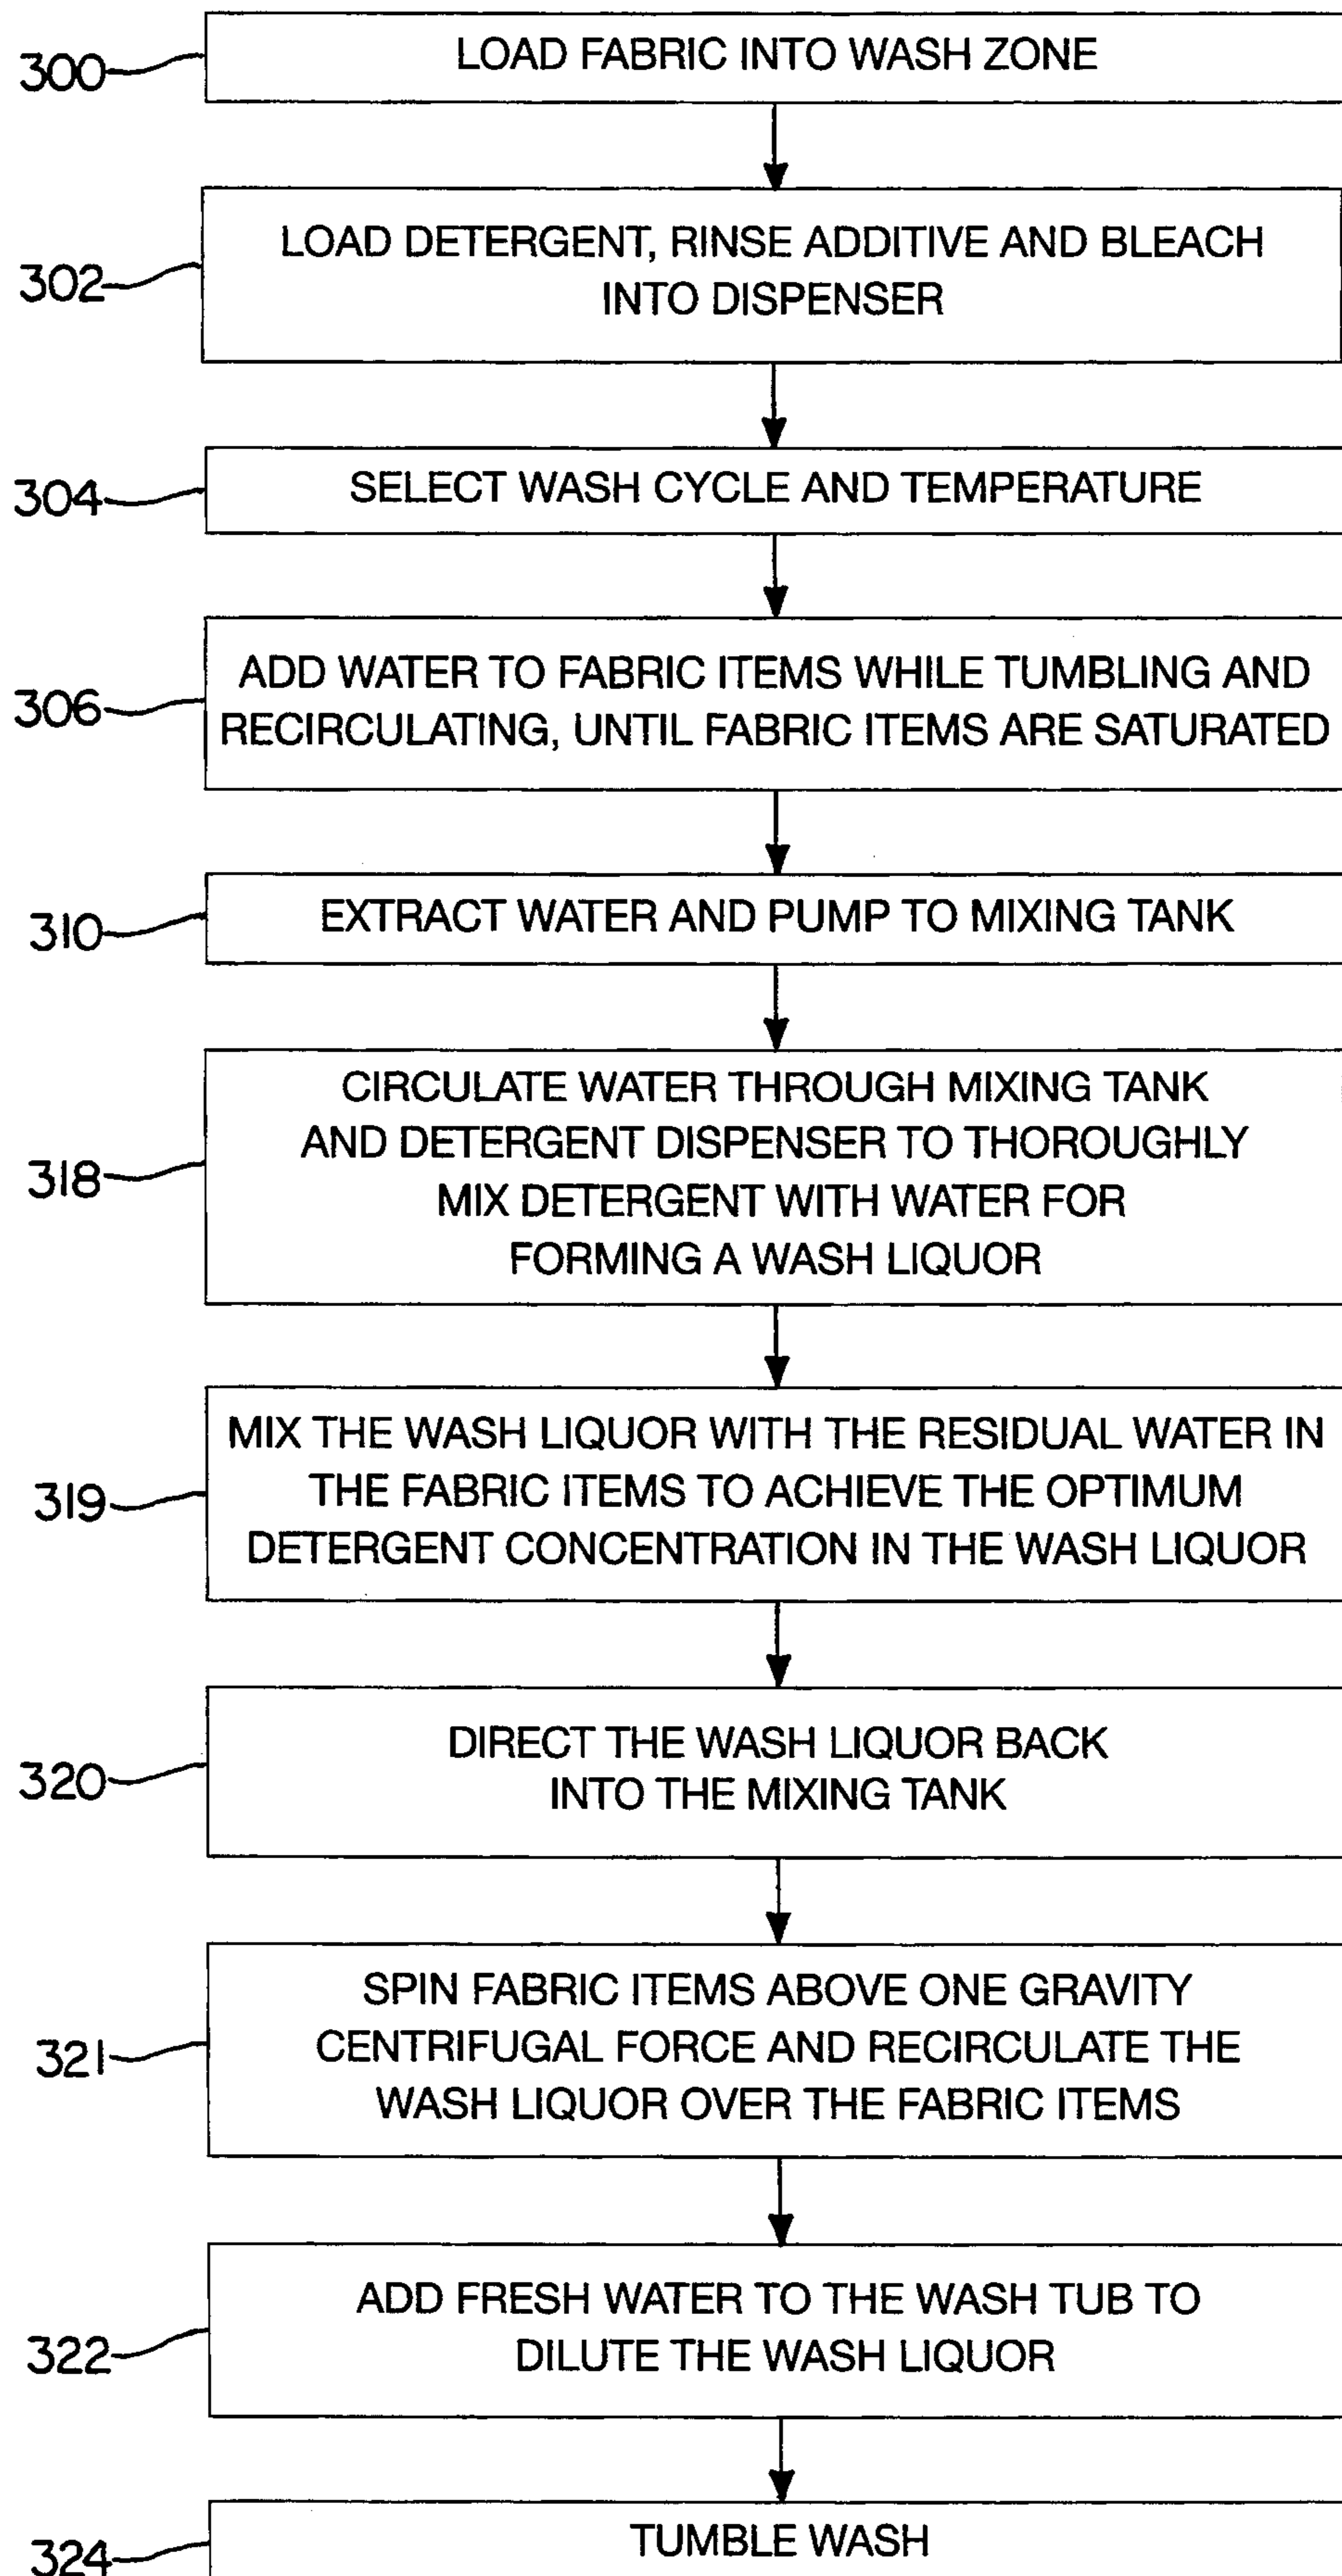 300
LOAD FABRIC INTO WASH ZONE
302
LOAD DETERGENT, RINSE ADDITIVE AND BLEACH
INTO DISPENSER
304
SELECT WASH CYCLE AND TEMPERATURE
306
ADD WATER TO FABRIC ITEMS WHILE TUMBLING AND
RECIRCULATING, UNTIL FABRIC ITEMS ARE SATURATED
310
EXTRACT WATER AND PUMP TO MIXING TANK
318
CIRCULATE WATER THROUGH MIXING TANK
AND DETERGENT DISPENSER TO THOROUGHLY
MIX DETERGENT WITH WATER FOR
FORMING A WASH LIQUOR
319
MIX THE WASH LIQUOR WITH THE RESIDUAL WATER IN
THE FABRIC ITEMS TO ACHIEVE THE OPTIMUM
DETERGENT CONCENTRATION IN THE WASH LIQUOR
320
DIRECT THE WASH LIQUOR BACK
INTO THE MIXING TANK
321
SPIN FABRIC ITEMS ABOVE ONE GRAVITY
CENTRIFUGAL FORCE AND RECIRCULATE THE
WASH LIQUOR OVER THE FABRIC ITEMS
322
ADD FRESH WATER TO THE WASH TUB TO
DILUTE THE WASH LIQUOR
324
TUMBLE WASH